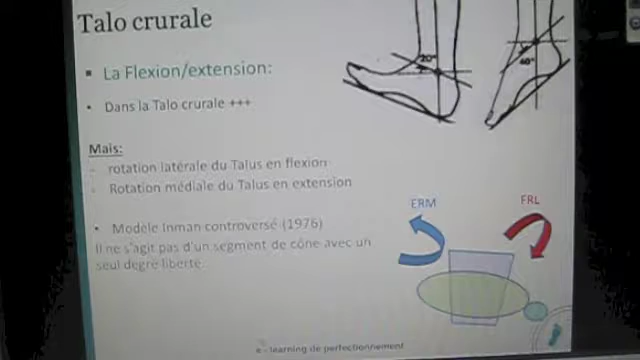 Talo crurale
La Flexion/extension:
Dans la Talo crurale +++
Mais:
- rotation latérale du Talus en flexion
- Rotation médiale du Talus en extension
Modèle Inman controversé (1976)
Il ne s'agit pas d'un segment de cône avec un
seul degré liberté.
20°
40°
ERM
FRL
e - learning de perfectionnement